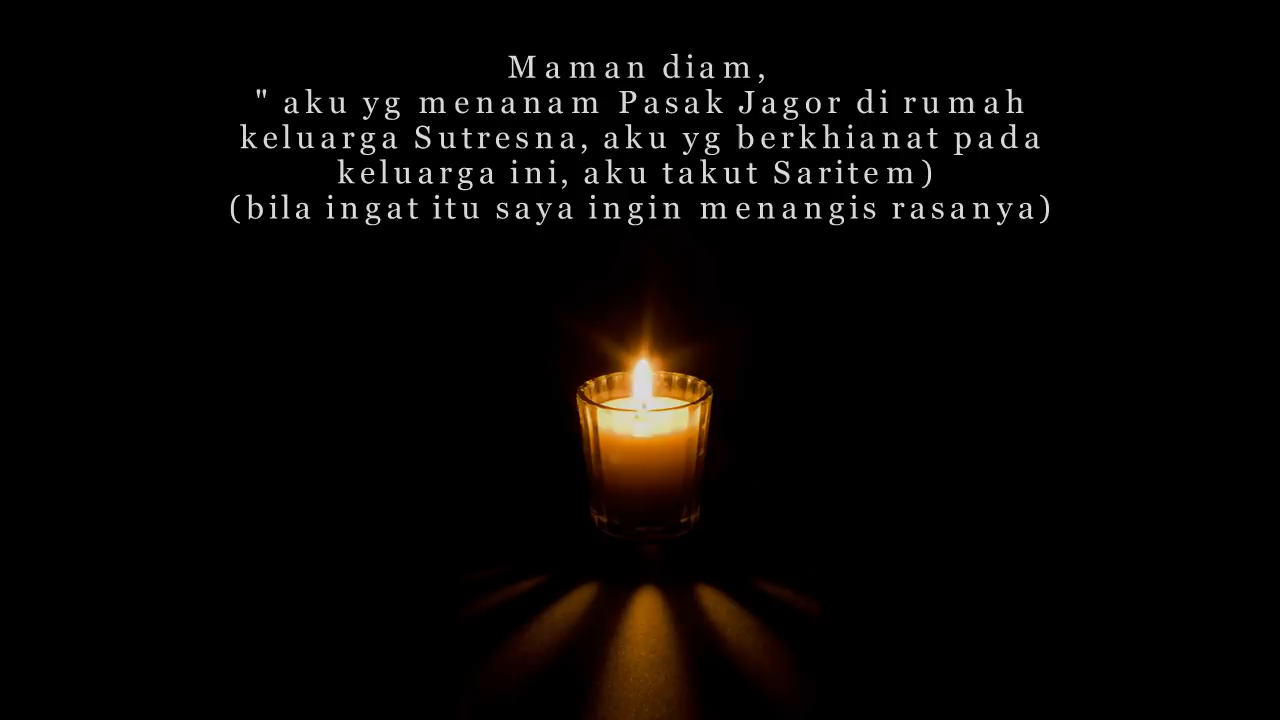 Maman diam,
" aku yg menanam Pasak Jagor di rumah
keluarga Sutresna, aku yg berkhianat pada
keluarga ini, aku takut Saritem)
(bila ingat itu saya ingin menangis rasanya)